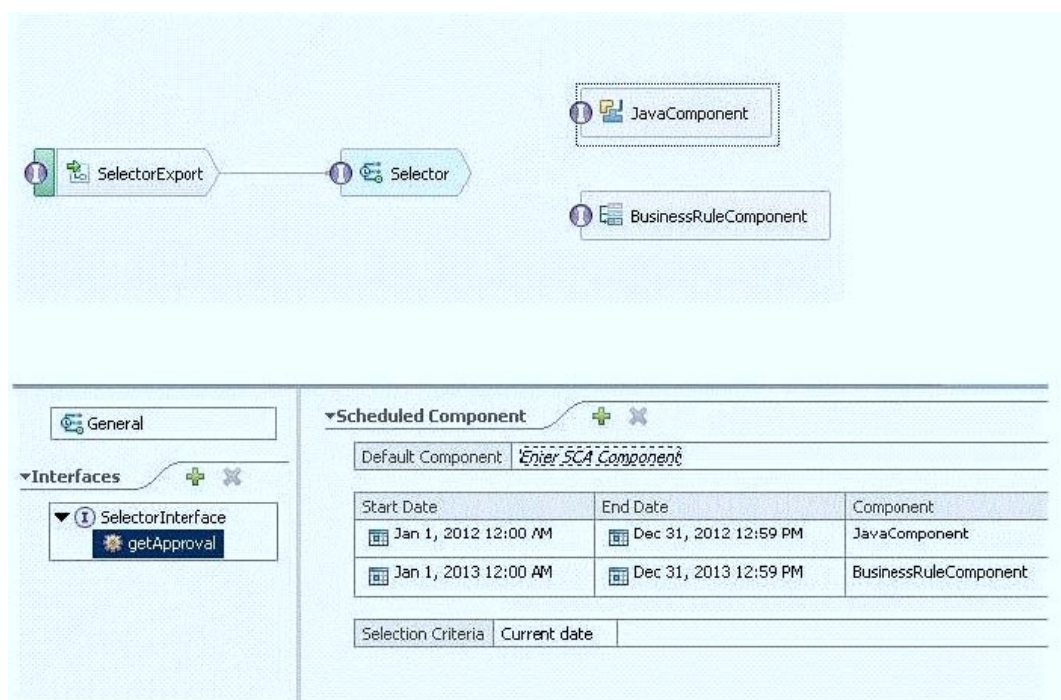 JavaComponent
SelectorExport
Selector
BusinessRuleComponent
General
Scheduled Component
Default Component 'Enter SCA Component
Interfaces
Start Date End Date Component
SelectorInterface
Jan 1, 2012 12:00 AM Dec 31, 2012 12:59 PM JavaComponent
getApproval
Jan 1, 2013 12:00 AM Dec 31, 2013 12:59 PM BusinessRuleComponent
Selection Criteria Current date